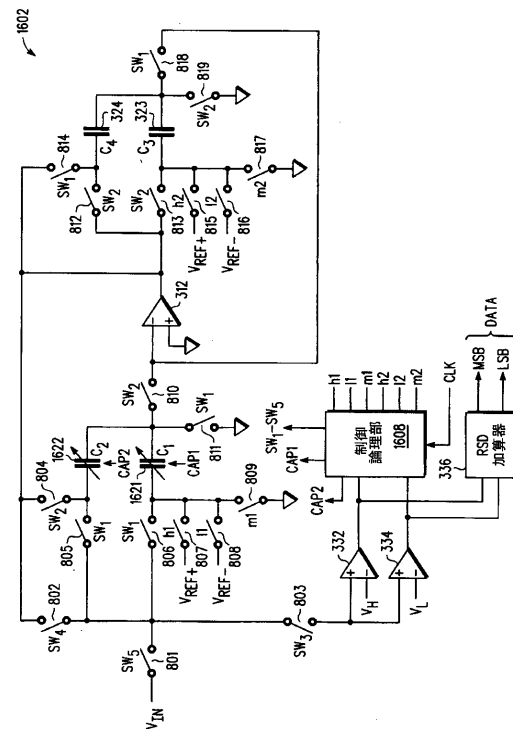 1602
SW1
818
819
SW2
324
C4
323
C3
814
SW1
812
SW2
SW2
813
h2
815
VREF+
l2
816
VREF-
817
m2
312
-
+
SW2
810
SW1
811
1622
CAP2
C2
1621
CAP1
C1
804
SW2
805
SW1
SW1
806
h1
807
VREF+
l1
808
VREF-
809
m1
802
SW4
SW5
801
VIN
803
SW3
332
+
-
VH
334
+
-
VL
CAP2
CAP1
SW1-SW5
制御
論理部
1608
h1
l1
m1
h2
l2
m2
CLK
336
RSD
加算器
MSB
LSB
DATA